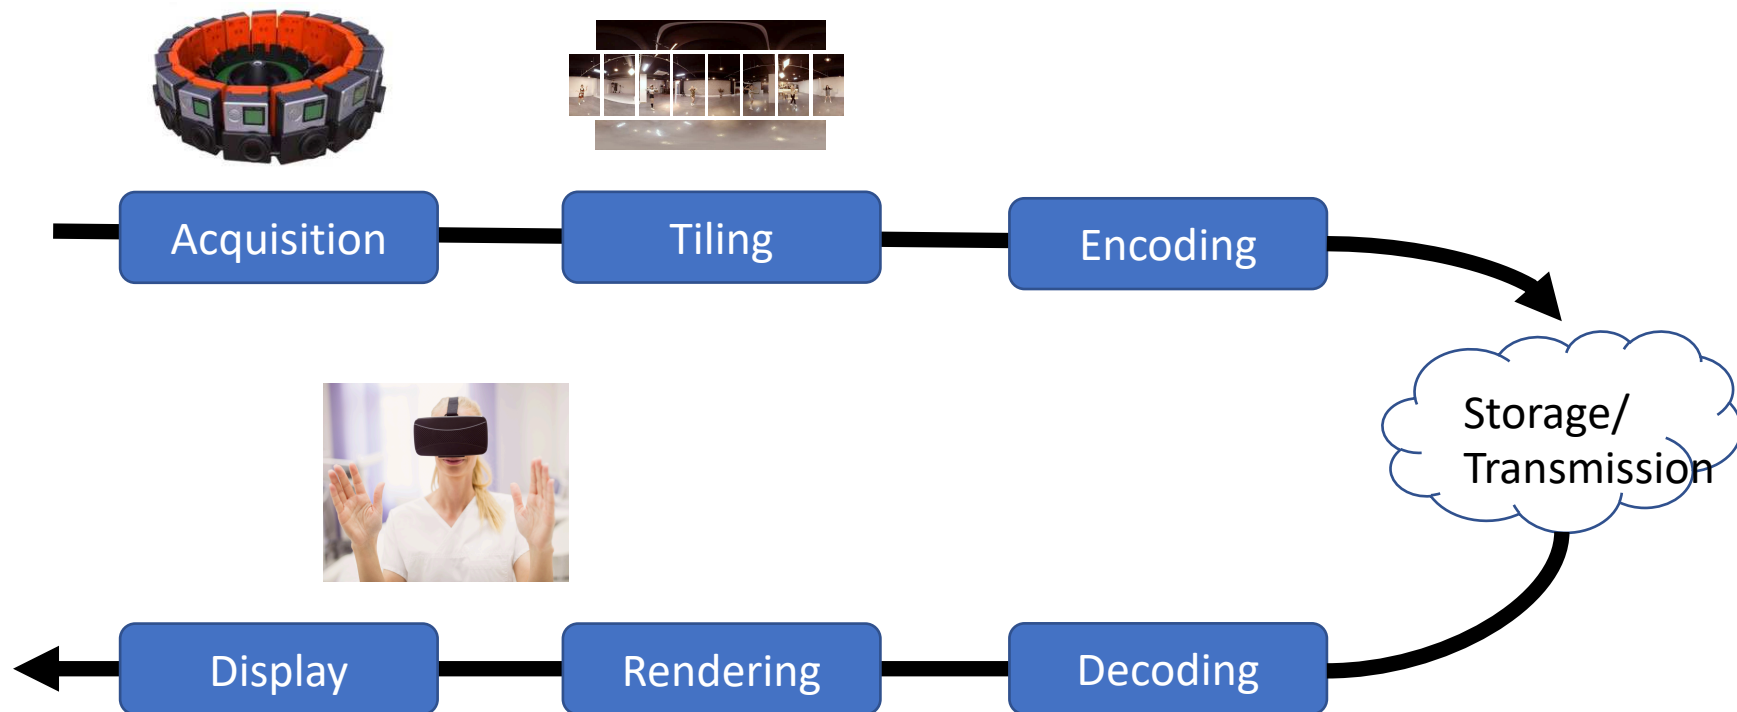 Acquisition
Tiling
Encoding
Storage/
Transmission
Display
Rendering
Decoding